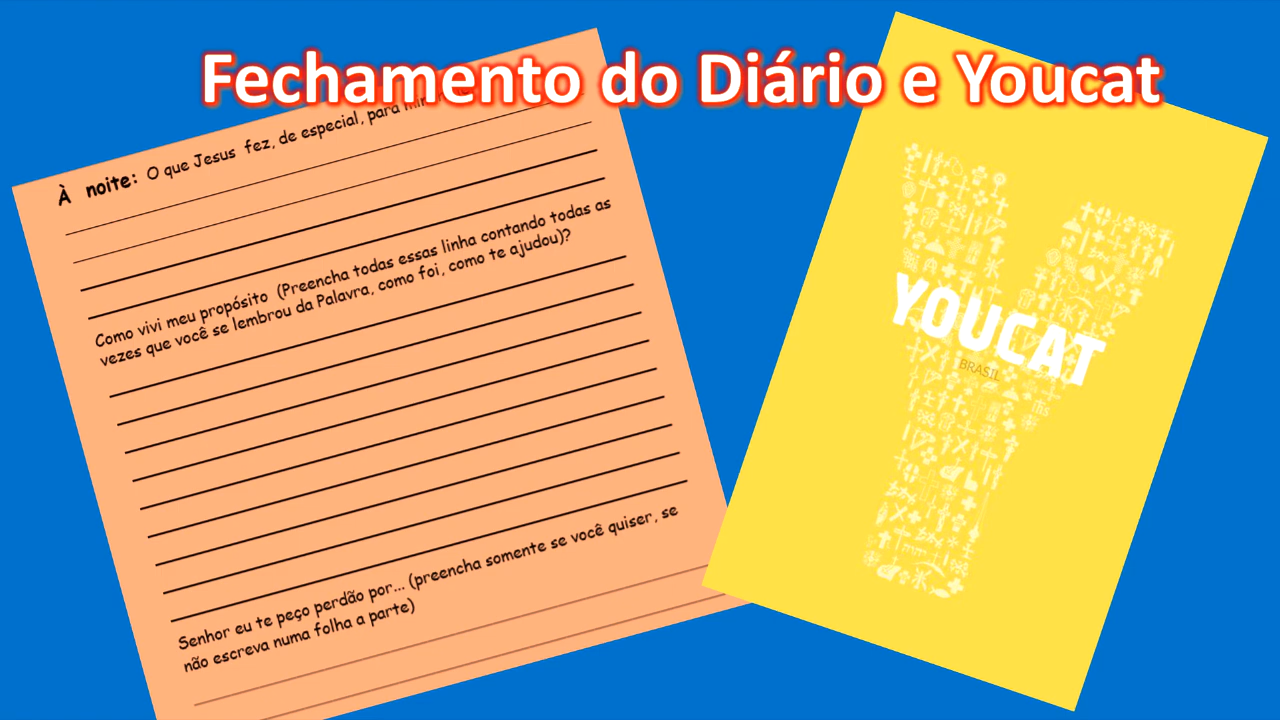 Fechamento do Diário e Youcat
À noite: O que Jesus fez, de especial, para
Como vivi meu propósito (Preencha todas essas linha contando todas as
vezes que você se lembrou da Palavra, como foi, como te ajudou)?
Senhor eu te peço perdão por... (preencha somente se você quiser, se
não escreva numa folha a parte)
YOUCAT
BRASIL